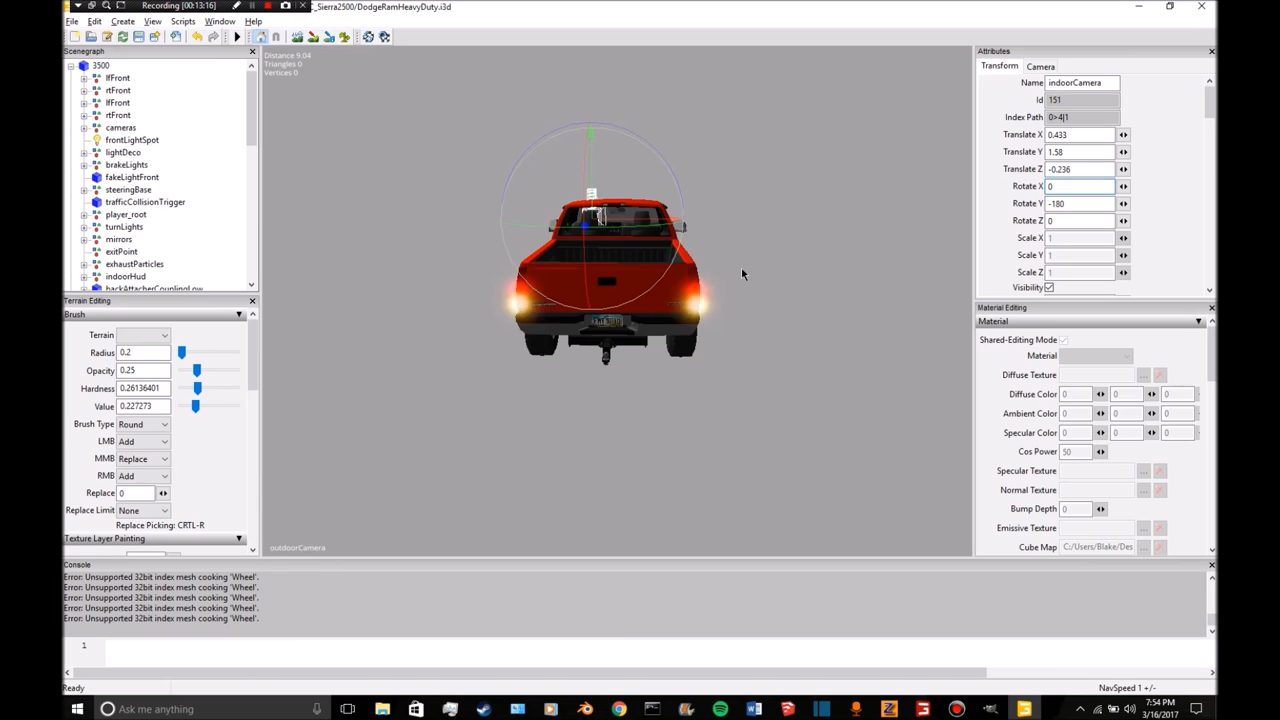 Recording [00:13:16]
C_Sierra2500/DodgeRamHeavyDuty.i3d
File Edit Create View Scripts Window Help
Scenegraph
3500
lfFront
rtFront
lfFront
rtFront
cameras
frontLightSpot
lightDeco
brakeLights
fakeLightFront
steeringBase
trafficCollisionTrigger
player_root
turnLights
mirrors
exitPoint
exhaustParticles
indoorHud
backAttacherCouplingLow
Terrain Editing
Brush
Terrain
Radius 0.2
Opacity 0.25
Hardness 0.26136401
Value 0.227273
Brush Type Round
LMB Add
MMB Replace
RMB Add
Replace 0
Replace Limit None
Replace Picking: CRTL-R
Texture Layer Painting
Distance 9.04
Triangles 0
Vertices 0
outdoorCamera
Attributes
Transform Camera
Name indoorCamera
Id 151
Index Path 0>4|1
Translate X 0.433
Translate Y 1.58
Translate Z -0.236
Rotate X 0
Rotate Y -180
Rotate Z 0
Scale X 1
Scale Y 1
Scale Z 1
Visibility
Material Editing
Material
Shared-Editing Mode
Material
Diffuse Texture ...
Diffuse Color 0 0 0
Ambient Color 0 0 0
Specular Color 0 0 0
Cos Power 50
Specular Texture ...
Normal Texture ...
Bump Depth 0
Emissive Texture ...
Cube Map C:/Users/Blake/Des ...
Console
Error: Unsupported 32bit index mesh cooking 'Wheel'.
Error: Unsupported 32bit index mesh cooking 'Wheel'.
Error: Unsupported 32bit index mesh cooking 'Wheel'.
Error: Unsupported 32bit index mesh cooking 'Wheel'.
Error: Unsupported 32bit index mesh cooking 'Wheel'.
1
Ready
NavSpeed 1 +/-
Ask me anything
7:54 PM
3/16/2017